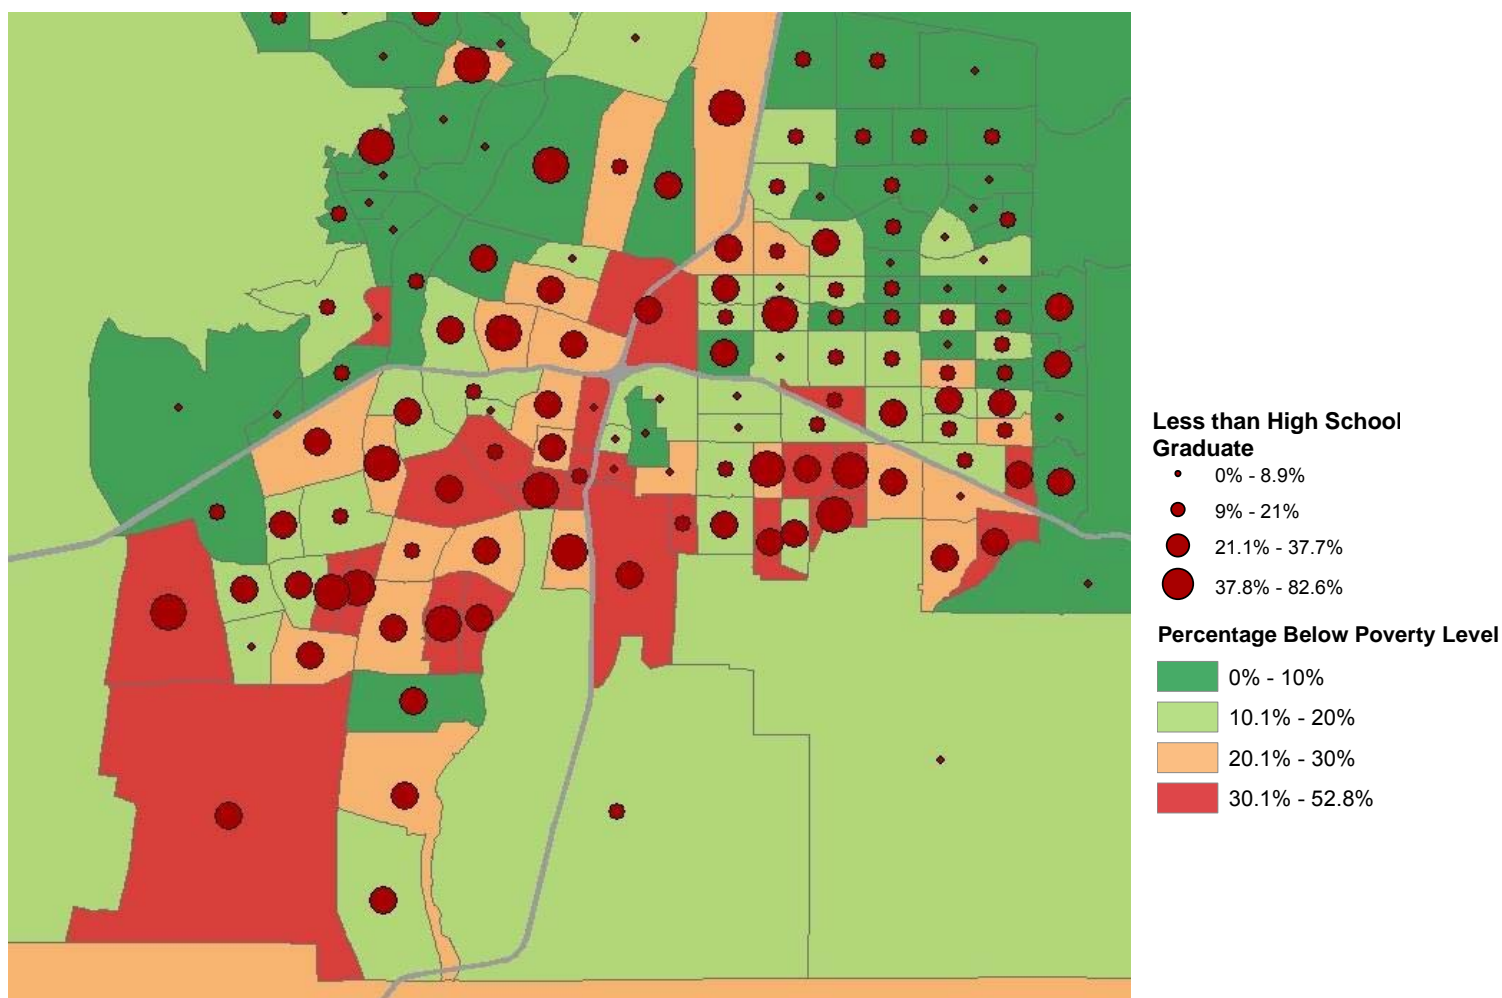 Less than High School
Graduate
0% - 8.9%
9% - 21%
21.1% - 37.7%
37.8% - 82.6%
Percentage Below Poverty Level
0% - 10%
10.1% - 20%
20.1% - 30%
30.1% - 52.8%